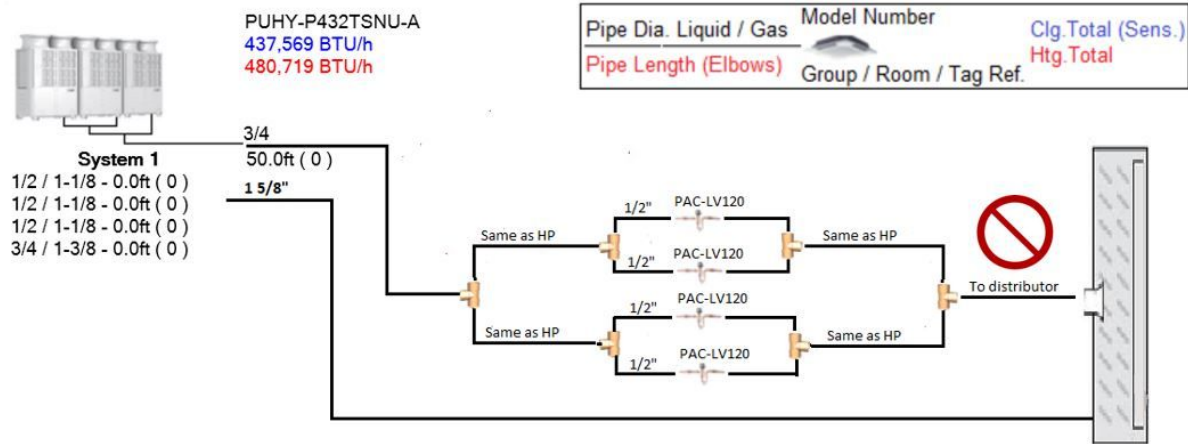 PUHY-P432TSNU-A
437,569 BTU/h
480,719 BTU/h
Pipe Dia. Liquid / Gas
Pipe Length (Elbows)
Model Number
Group / Room / Tag Ref.
Clg.Total (Sens.)
Htg.Total
System 1
1/2 / 1-1/8 - 0.0ft ( 0 )
1/2 / 1-1/8 - 0.0ft ( 0 )
1/2 / 1-1/8 - 0.0ft ( 0 )
3/4 / 1-3/8 - 0.0ft ( 0 )
3/4
50.0ft ( 0 )
1 5/8"
Same as HP
1/2"
PAC-LV120
1/2"
PAC-LV120
Same as HP
Same as HP
1/2"
PAC-LV120
1/2"
PAC-LV120
Same as HP
To distributor